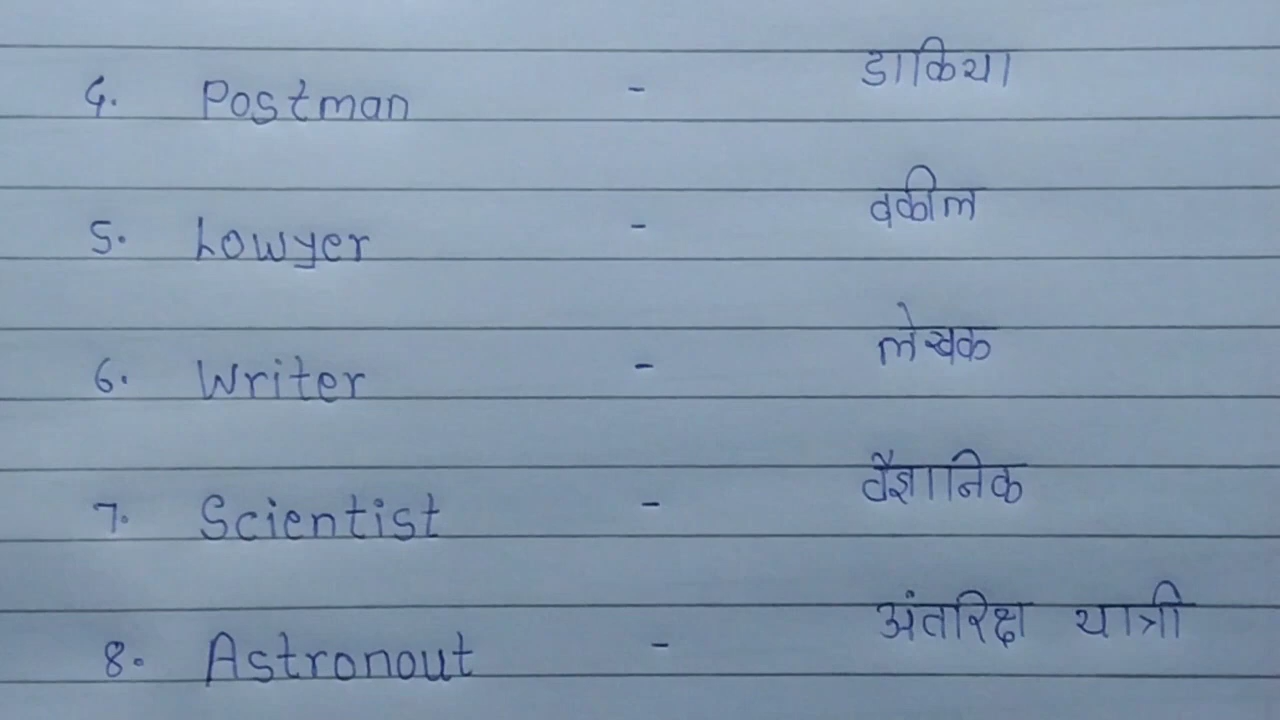 4. Postman - डाकिया
5. Lowyer - वकील
6. Writer - लेखक
7. Scientist - वैज्ञानिक
8. Astronout - अंतरिक्ष यात्री